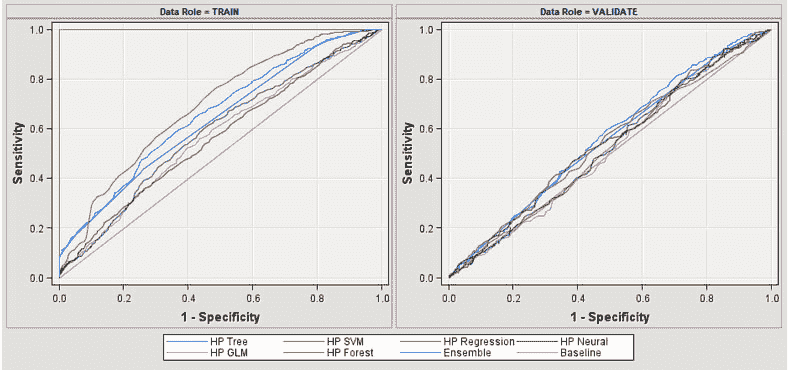 Data Role = TRAIN
1.0
0.8
0.6
0.4
0.2
0.0
Sensitivity
0.0 0.2 0.4 0.6 0.8 1.0
1 - Specificity
Data Role = VALIDATE
1.0
0.8
0.6
0.4
0.2
0.0
Sensitivity
0.0 0.2 0.4 0.6 0.8 1.0
1 - Specificity
HP Tree HP SVM HP Regression HP Neural
HP GLM HP Forest Ensemble Baseline